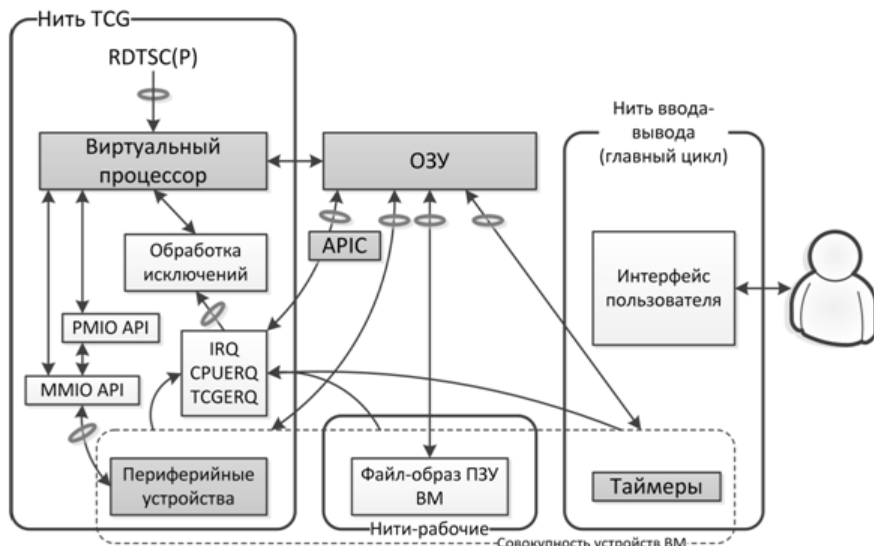 Нить TCG
RDTSC(P)
Виртуальный
процессор
ОЗУ
Нить ввода-
вывода
(главный цикл)
Обработка
исключений
APIC
Интерфейс
пользователя
PMIO API
IRQ
CPUERQ
TCGERQ
MMIO API
Периферийные
устройства
Файл-образ ПЗУ
ВМ
Таймеры
Нити-рабочие
Совокупность устройств ВМ